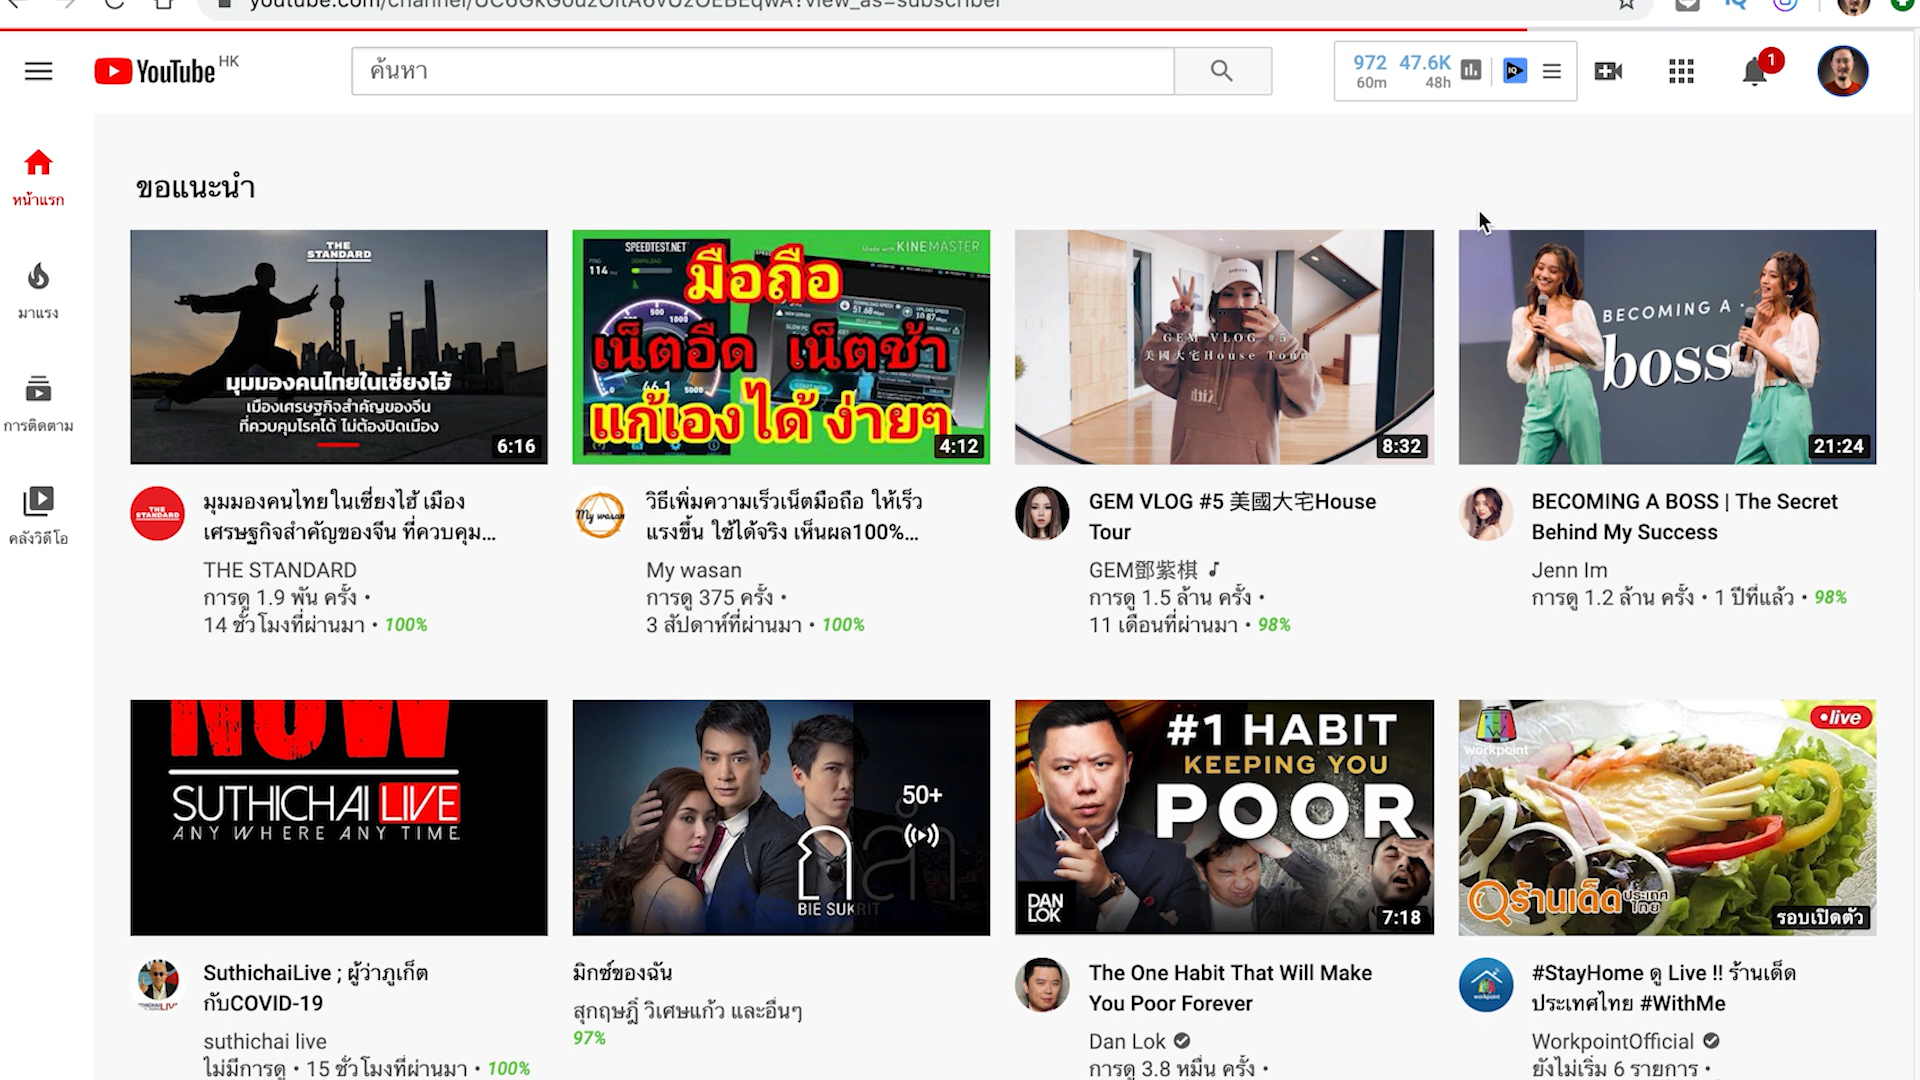 YouTube HK
ค้นหา
972 47.6K
60m 48h
1
หน้าแรก
มาแรง
การติดตาม
คลังวิดีโอ
ขอแนะนำ
THE STANDARD
มุมมองคนไทยในเซี่ยงไฮ้
เมืองเศรษฐกิจสำคัญของจีน
ที่ควบคุมโรคได้ ไม่ต้องปิดเมือง
6:16
มุมมองคนไทยในเซี่ยงไฮ้ เมือง
เศรษฐกิจสำคัญของจีน ที่ควบคุม...
THE STANDARD
การดู 1.9 พัน ครั้ง •
14 ชั่วโมงที่ผ่านมา • 100%
SPEEDTEST.NET
Made with KINEMASTER
114
มือถือ
เน็ตอืด เน็ตช้า
แก้เองได้ ง่ายๆ
4:12
My wasan
วิธีเพิ่มความเร็วเน็ตมือถือ ให้เร็ว
แรงขึ้น ใช้ได้จริง เห็นผล100%...
My wasan
การดู 375 ครั้ง •
3 สัปดาห์ที่ผ่านมา • 100%
GEM VLOG #5
美國大宅House Tour
8:32
GEM VLOG #5 美國大宅House
Tour
GEM鄧紫棋 ♪
การดู 1.5 ล้าน ครั้ง •
11 เดือนที่ผ่านมา • 98%
BECOMING A
boss
21:24
BECOMING A BOSS | The Secret
Behind My Success
Jenn Im
การดู 1.2 ล้าน ครั้ง • 1 ปีที่แล้ว • 98%
NOW
SUTHICHAI LIVE
ANY WHERE ANY TIME
SuthichaiLive ; ผู้ว่าภูเก็ต
กับCOVID-19
suthichai live
ไม่มีการดู • 15 ชั่วโมงที่ผ่านมา • 100%
50+
BIE SUKRIT
มิกซ์ของฉัน
สุกฤษฎิ์ วิเศษแก้ว และอื่นๆ
97%
#1 HABIT
KEEPING YOU
POOR
DAN
LOK
7:18
The One Habit That Will Make
You Poor Forever
Dan Lok
การดู 3.8 หมื่น ครั้ง •
workpoint
live
ร้านเด็ด ประเทศไทย
รอบเปิดตัว
#StayHome ดู Live !! ร้านเด็ด
ประเทศไทย #WithMe
WorkpointOfficial
ยังไม่เริ่ม 6 รายการ •